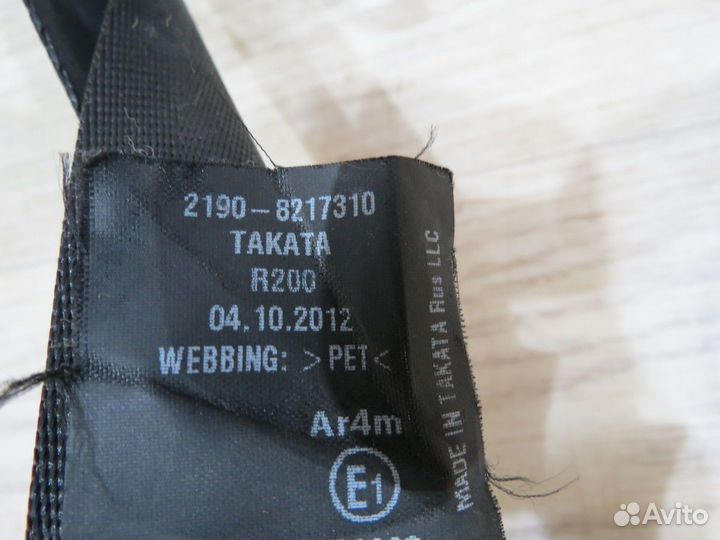 2190-8217310
TAKATA
R200
04.10.2012
WEBBING: >PET<
Ar4m
E1
MADE IN TAKATA Rus LLC
Avito